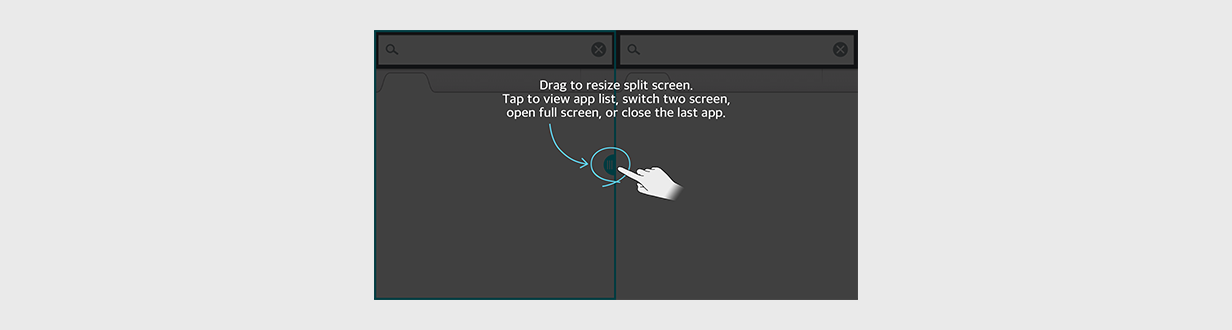 Drag to resize split screen.
Tap to view app list, switch two screen,
open full screen, or close the last app.